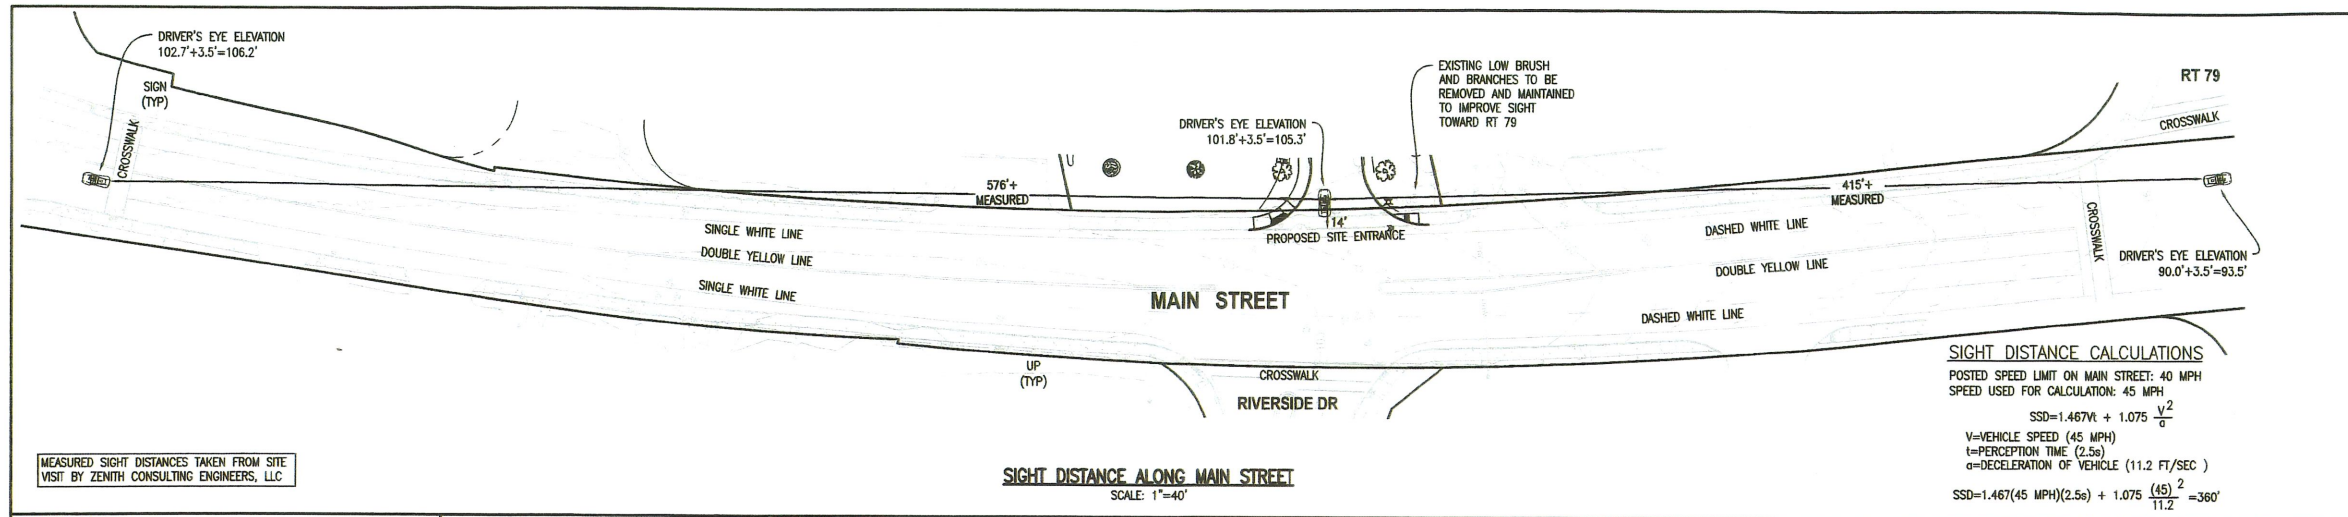 DRIVER'S EYE ELEVATION
102.7'+3.5'=106.2'
SIGN
(TYP)
CROSSWALK
576'+
MEASURED
DRIVER'S EYE ELEVATION
101.8'+3.5'=105.3'
EXISTING LOW BRUSH
AND BRANCHES TO BE
REMOVED AND MAINTAINED
TO IMPROVE SIGHT
TOWARD RT 79
14'
PROPOSED SITE ENTRANCE
415'+
MEASURED
RT 79
CROSSWALK
CROSSWALK
DRIVER'S EYE ELEVATION
90.0'+3.5'=93.5'
SINGLE WHITE LINE
DOUBLE YELLOW LINE
SINGLE WHITE LINE
MAIN STREET
DASHED WHITE LINE
DOUBLE YELLOW LINE
DASHED WHITE LINE
UP
(TYP)
CROSSWALK
RIVERSIDE DR
SIGHT DISTANCE CALCULATIONS
POSTED SPEED LIMIT ON MAIN STREET: 40 MPH
SPEED USED FOR CALCULATION: 45 MPH
SSD=1.467Vt + 1.075 V²/a
V=VEHICLE SPEED (45 MPH)
t=PERCEPTION TIME (2.5s)
a=DECELERATION OF VEHICLE (11.2 FT/SEC )
SSD=1.467(45 MPH)(2.5s) + 1.075 (45)²/11.2 =360'
MEASURED SIGHT DISTANCES TAKEN FROM SITE
VISIT BY ZENITH CONSULTING ENGINEERS, LLC
SIGHT DISTANCE ALONG MAIN STREET
SCALE: 1"=40'